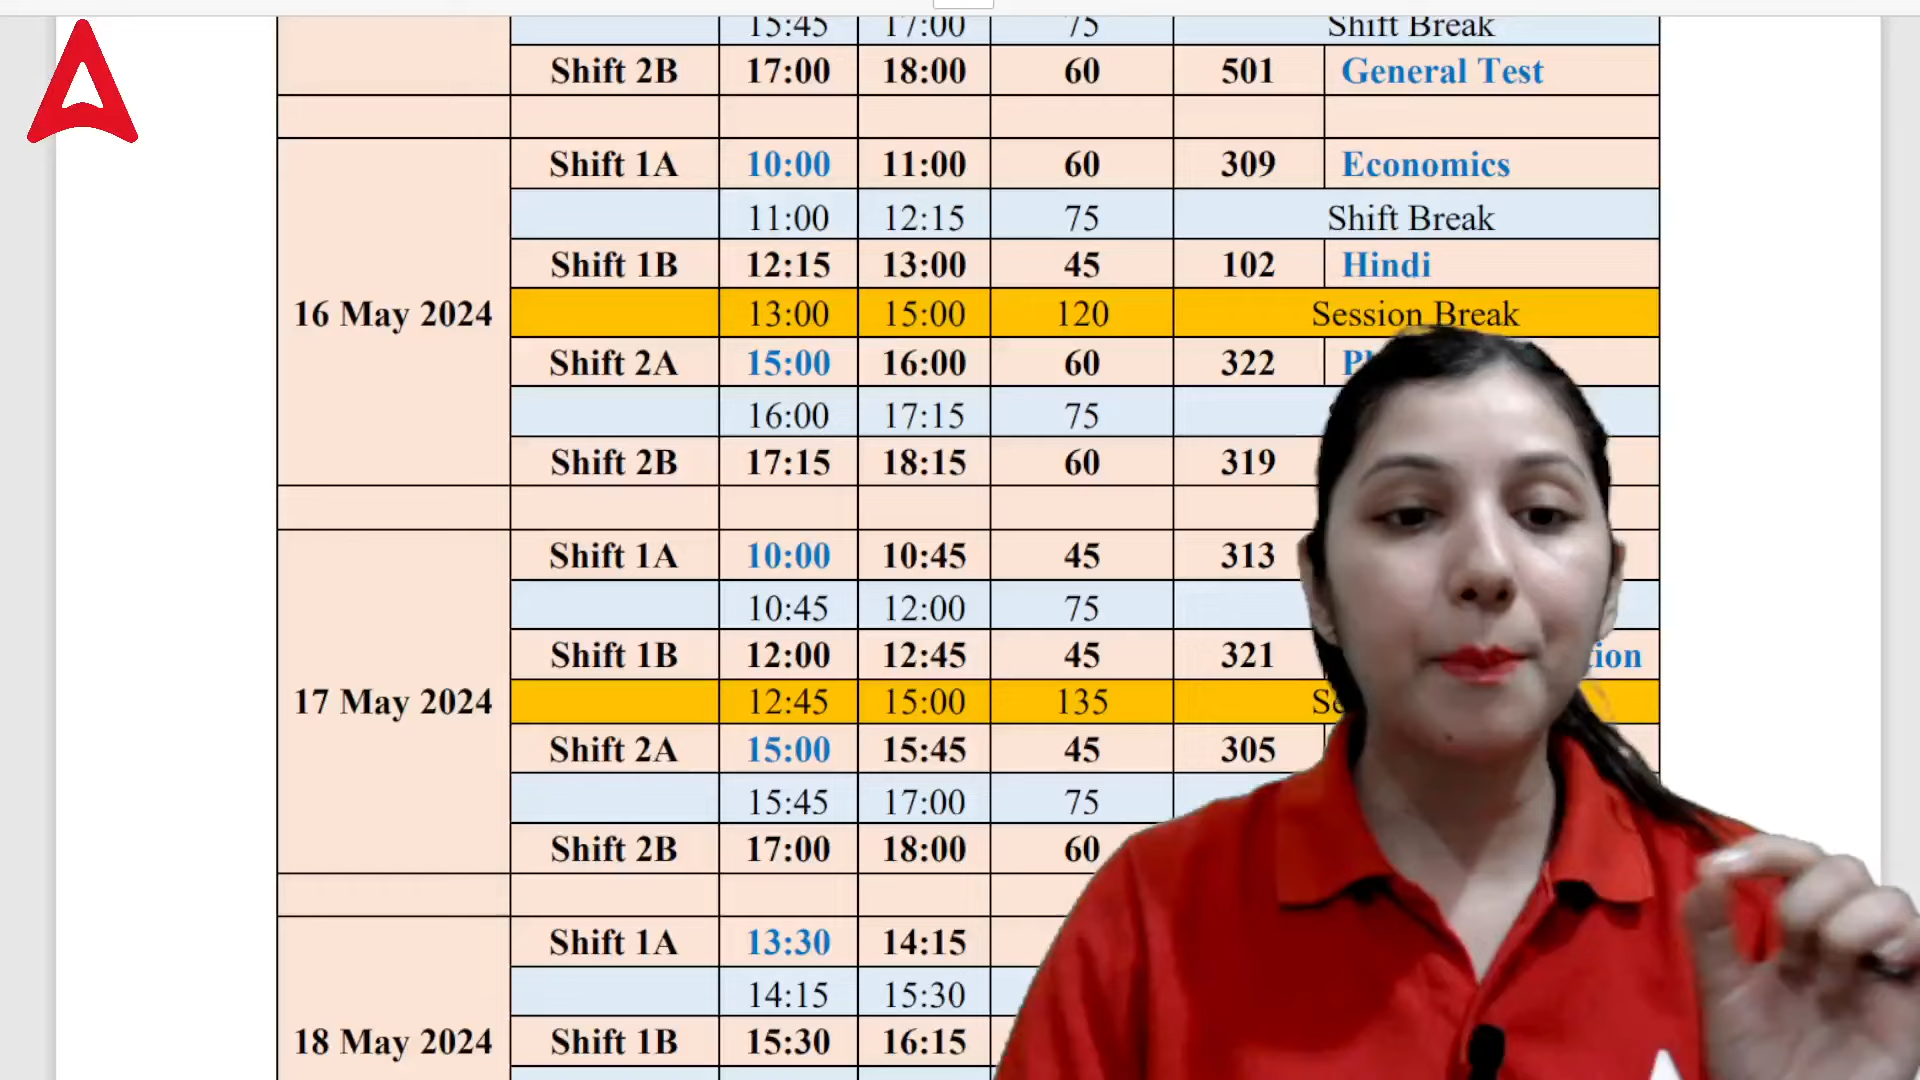 15:45 17:00 75 Shift Break
Shift 2B 17:00 18:00 60 501 General Test
Shift 1A 10:00 11:00 60 309 Economics
11:00 12:15 75 Shift Break
Shift 1B 12:15 13:00 45 102 Hindi
16 May 2024 13:00 15:00 120 Session Break
Shift 2A 15:00 16:00 60 322
16:00 17:15 75
Shift 2B 17:15 18:15 60 319
Shift 1A 10:00 10:45 45 313
10:45 12:00 75
Shift 1B 12:00 12:45 45 321
17 May 2024 12:45 15:00 135
Shift 2A 15:00 15:45 45 305
15:45 17:00 75
Shift 2B 17:00 18:00 60
Shift 1A 13:30 14:15
14:15 15:30
18 May 2024 Shift 1B 15:30 16:15